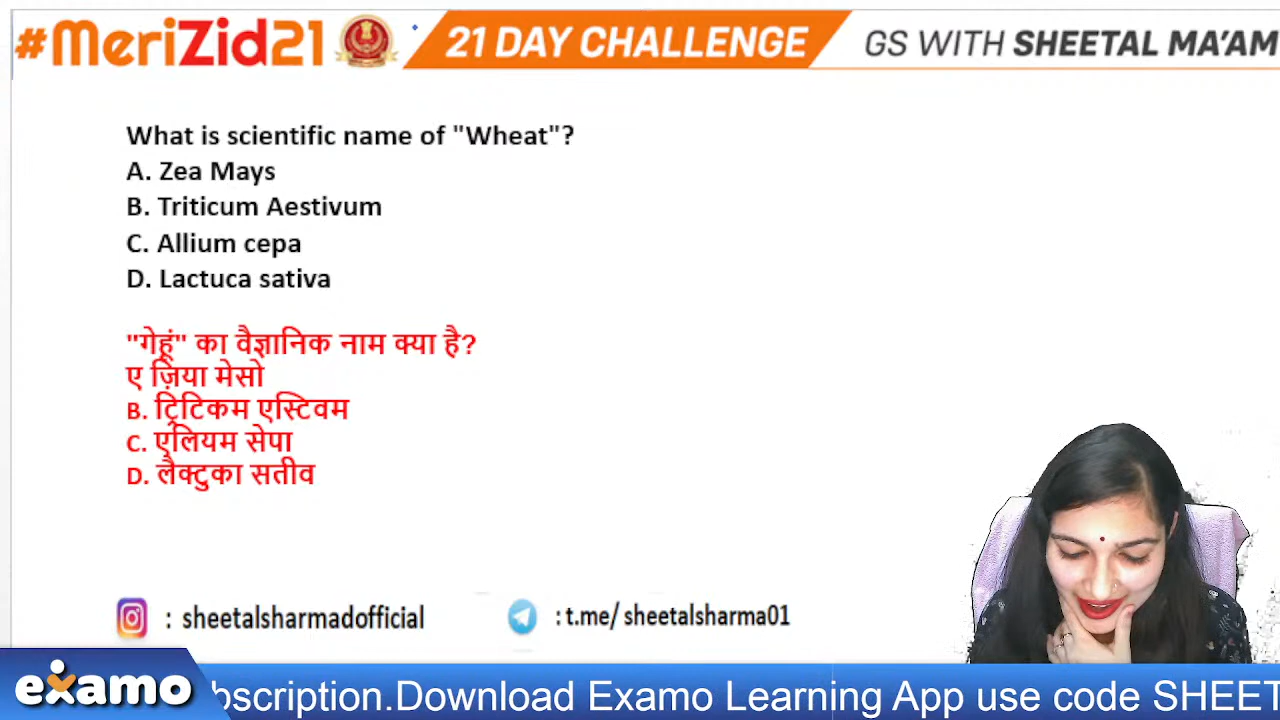 #MeriZid21 21 DAY CHALLENGE GS WITH SHEETAL MA'AM
What is scientific name of "Wheat"?
A. Zea Mays
B. Triticum Aestivum
C. Allium cepa
D. Lactuca sativa
"गेहूं" का वैज्ञानिक नाम क्या है?
ए ज़िया मेसो
B. ट्रिटिकम एस्टिवम
C. एलियम सेपा
D. लैक्टुका सतीव
: sheetalsharmadofficial : t.me/ sheetalsharma01
examo bscription.Download Examo Learning App use code SHEET